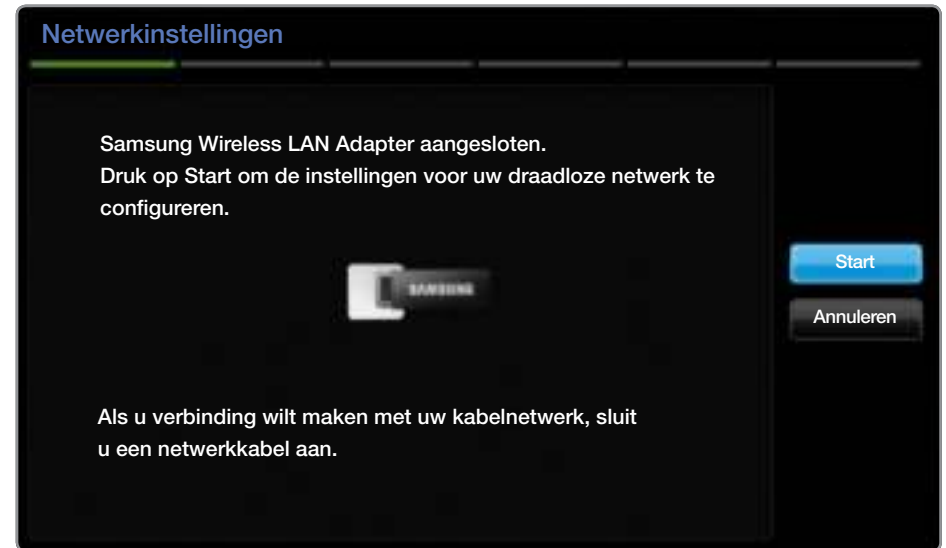 Netwerkinstellingen
Samsung Wireless LAN Adapter aangesloten.
Druk op Start om de instellingen voor uw draadloze netwerk te
configureren.
SAMSUNG
Start
Annuleren
Als u verbinding wilt maken met uw kabelnetwerk, sluit
u een netwerkkabel aan.